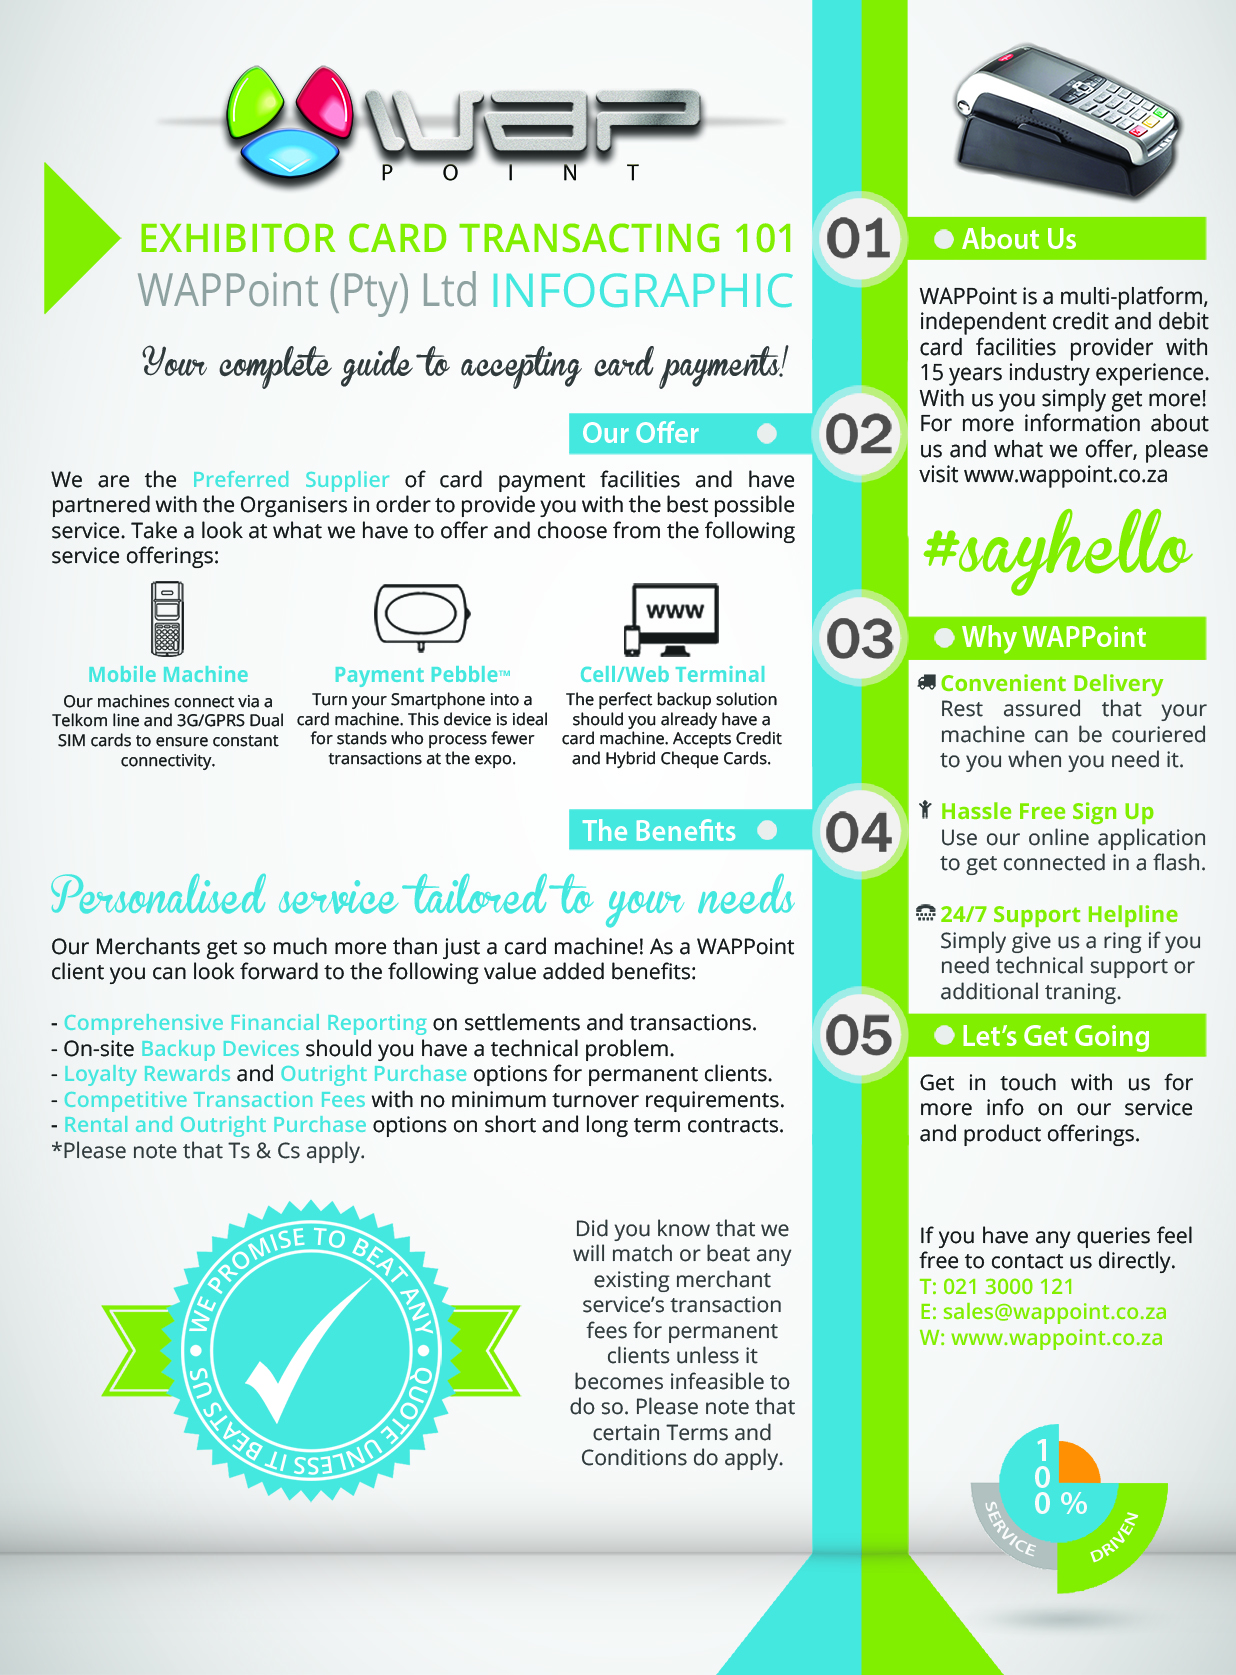 WAP
POINT
EXHIBITOR CARD TRANSACTING 101
WAPPoint (Pty) Ltd INFOGRAPHIC
Your complete guide to accepting card payments!
01
About Us
WAPPoint is a multi-platform,
independent credit and debit
card facilities provider with
15 years industry experience.
With us you simply get more!
For more information about
us and what we offer, please
visit www.wappoint.co.za
#sayhello
02
Our Offer
We are the Preferred Supplier of card payment facilities and have
partnered with the Organisers in order to provide you with the best possible
service. Take a look at what we have to offer and choose from the following
service offerings:
Mobile Machine
Our machines connect via a
Telkom line and 3G/GPRS Dual
SIM cards to ensure constant
connectivity.
Payment Pebble™
Turn your Smartphone into a
card machine. This device is ideal
for stands who process fewer
transactions at the expo.
WWW
Cell/Web Terminal
The perfect backup solution
should you already have a
card machine. Accepts Credit
and Hybrid Cheque Cards.
03
Why WAPPoint
Convenient Delivery
Rest assured that your
machine can be couriered
to you when you need it.
Hassle Free Sign Up
Use our online application
to get connected in a flash.
24/7 Support Helpline
Simply give us a ring if you
need technical support or
additional traning.
04
The Benefits
Personalised service tailored to your needs
Our Merchants get so much more than just a card machine! As a WAPPoint
client you can look forward to the following value added benefits:
- Comprehensive Financial Reporting on settlements and transactions.
- On-site Backup Devices should you have a technical problem.
- Loyalty Rewards and Outright Purchase options for permanent clients.
- Competitive Transaction Fees with no minimum turnover requirements.
- Rental and Outright Purchase options on short and long term contracts.
*Please note that Ts & Cs apply.
WE PROMISE TO BEAT ANY
QUOTE UNLESS IT BEATS US
Did you know that we
will match or beat any
existing merchant
service's transaction
fees for permanent
clients unless it
becomes infeasible to
do so. Please note that
certain Terms and
Conditions do apply.
05
Let's Get Going
Get in touch with us for
more info on our service
and product offerings.
If you have any queries feel
free to contact us directly.
T: 021 3000 121
E: sales@wappoint.co.za
W: www.wappoint.co.za
100 %
SERVICE
DRIVEN